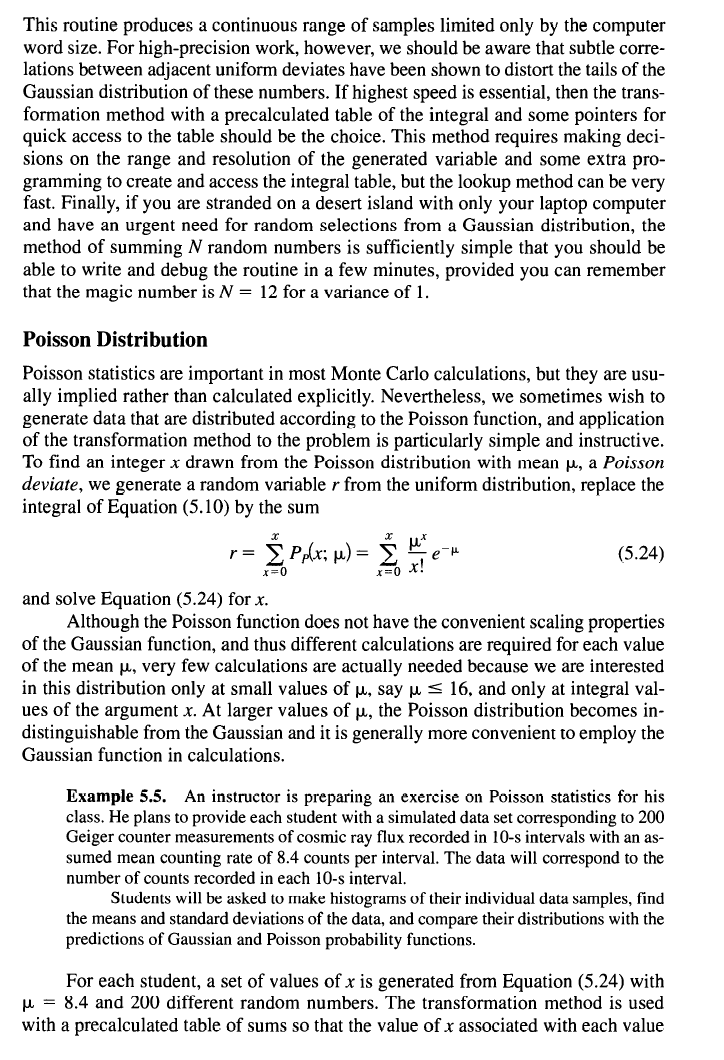 This routine produces a continuous range of samples limited only by the computer
word size. For high-precision work, however, we should be aware that subtle corre-
lations between adjacent uniform deviates have been shown to distort the tails of the
Gaussian distribution of these numbers. If highest speed is essential, then the trans-
formation method with a precalculated table of the integral and some pointers for
quick access to the table should be the choice. This method requires making deci-
sions on the range and resolution of the generated variable and some extra pro-
gramming to create and access the integral table, but the lookup method can be very
fast. Finally, if you are stranded on a desert island with only your laptop computer
and have an urgent need for random selections from a Gaussian distribution, the
method of summing N random numbers is sufficiently simple that you should be
able to write and debug the routine in a few minutes, provided you can remember
that the magic number is N = 12 for a variance of 1.
Poisson Distribution
Poisson statistics are important in most Monte Carlo calculations, but they are usu-
ally implied rather than calculated explicitly. Nevertheless, we sometimes wish to
generate data that are distributed according to the Poisson function, and application
of the transformation method to the problem is particularly simple and instructive.
To find an integer x drawn from the Poisson distribution with mean μ, a Poisson
deviate, we generate a random variable r from the uniform distribution, replace the
integral of Equation (5.10) by the sum
r = ∑_{x=0}^{x} P_P(x; μ) = ∑_{x=0}^{x} μ^x/x! e^{−μ} (5.24)
and solve Equation (5.24) for x.
Although the Poisson function does not have the convenient scaling properties
of the Gaussian function, and thus different calculations are required for each value
of the mean μ, very few calculations are actually needed because we are interested
in this distribution only at small values of μ, say μ ≤ 16, and only at integral val-
ues of the argument x. At larger values of μ, the Poisson distribution becomes in-
distinguishable from the Gaussian and it is generally more convenient to employ the
Gaussian function in calculations.
Example 5.5. An instructor is preparing an exercise on Poisson statistics for his
class. He plans to provide each student with a simulated data set corresponding to 200
Geiger counter measurements of cosmic ray flux recorded in 10-s intervals with an as-
sumed mean counting rate of 8.4 counts per interval. The data will correspond to the
number of counts recorded in each 10-s interval.
Students will be asked to make histograms of their individual data samples, find
the means and standard deviations of the data, and compare their distributions with the
predictions of Gaussian and Poisson probability functions.
For each student, a set of values of x is generated from Equation (5.24) with
μ = 8.4 and 200 different random numbers. The transformation method is used
with a precalculated table of sums so that the value of x associated with each value